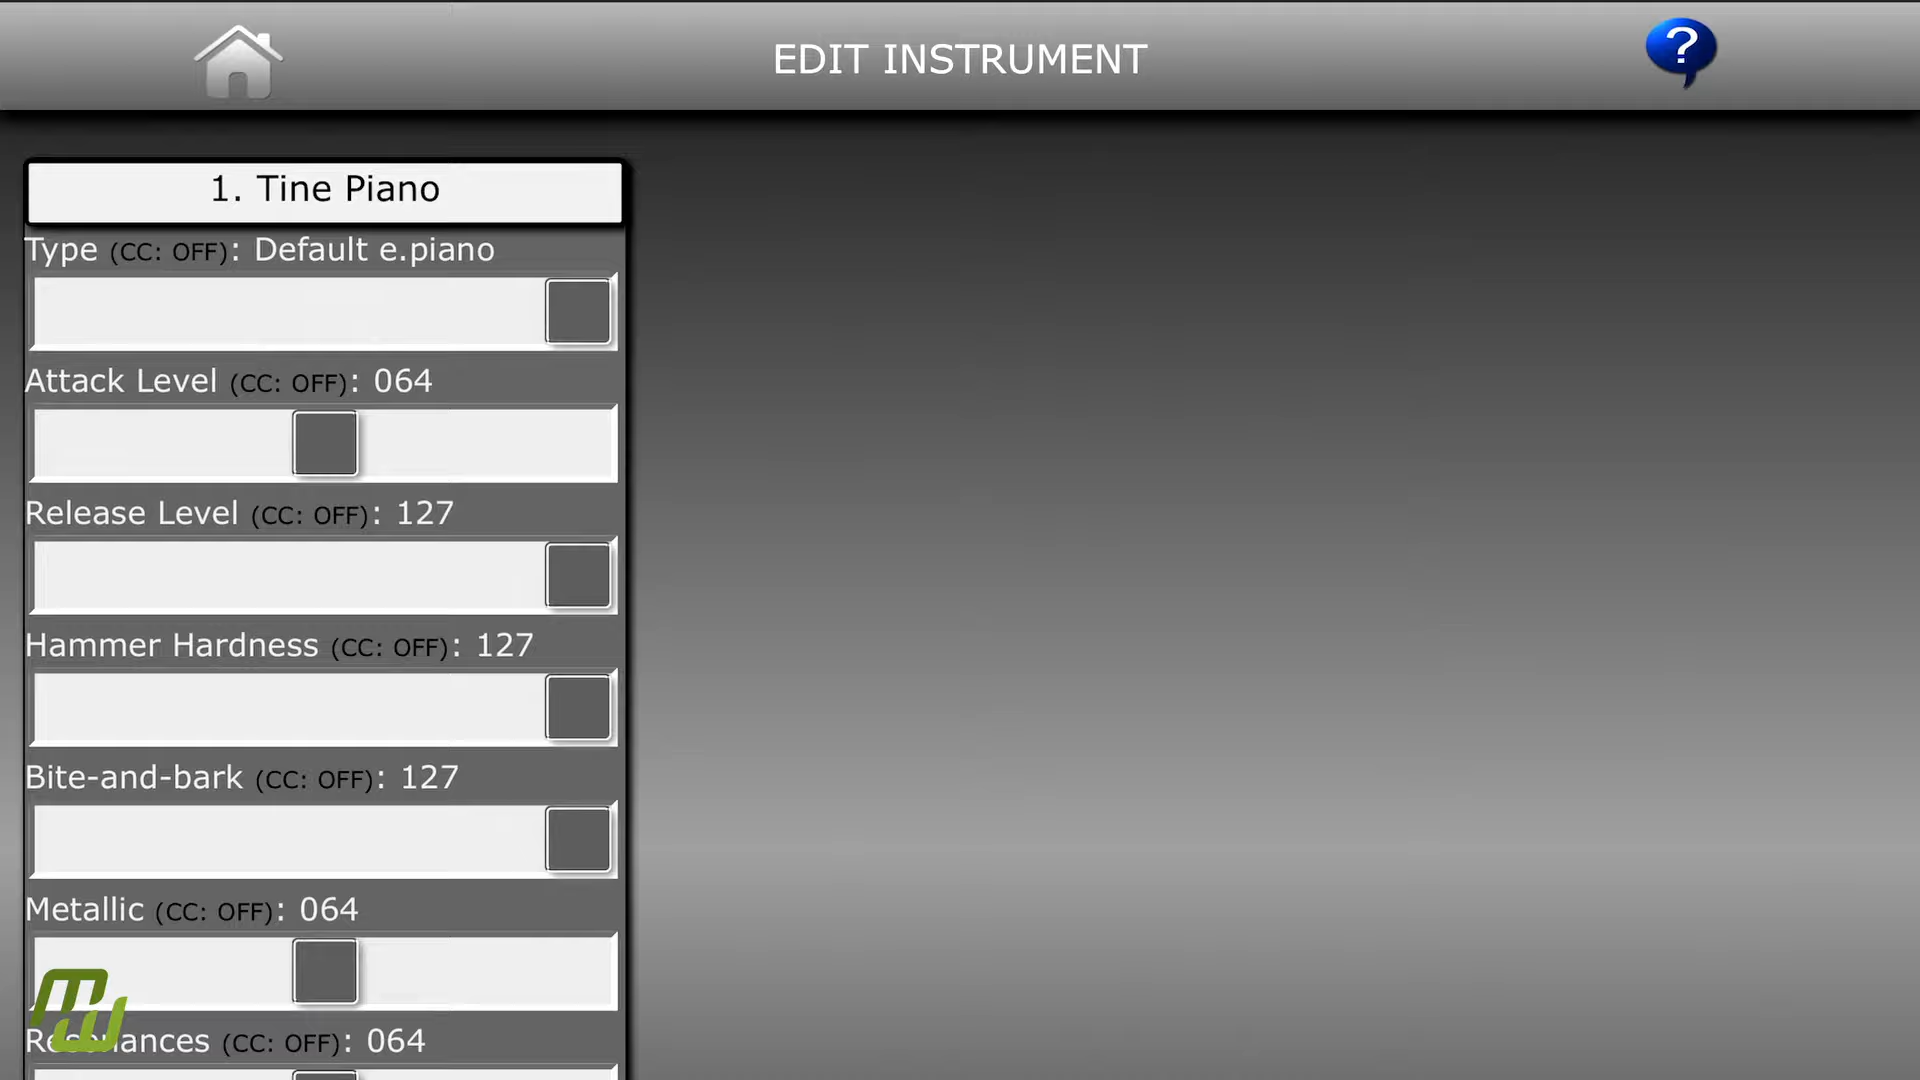 EDIT INSTRUMENT
?
1. Tine Piano
Type (CC: OFF): Default e.piano
Attack Level (CC: OFF): 064
Release Level (CC: OFF): 127
Hammer Hardness (CC: OFF): 127
Bite-and-bark (CC: OFF): 127
Metallic (CC: OFF): 064
Resonances (CC: OFF): 064